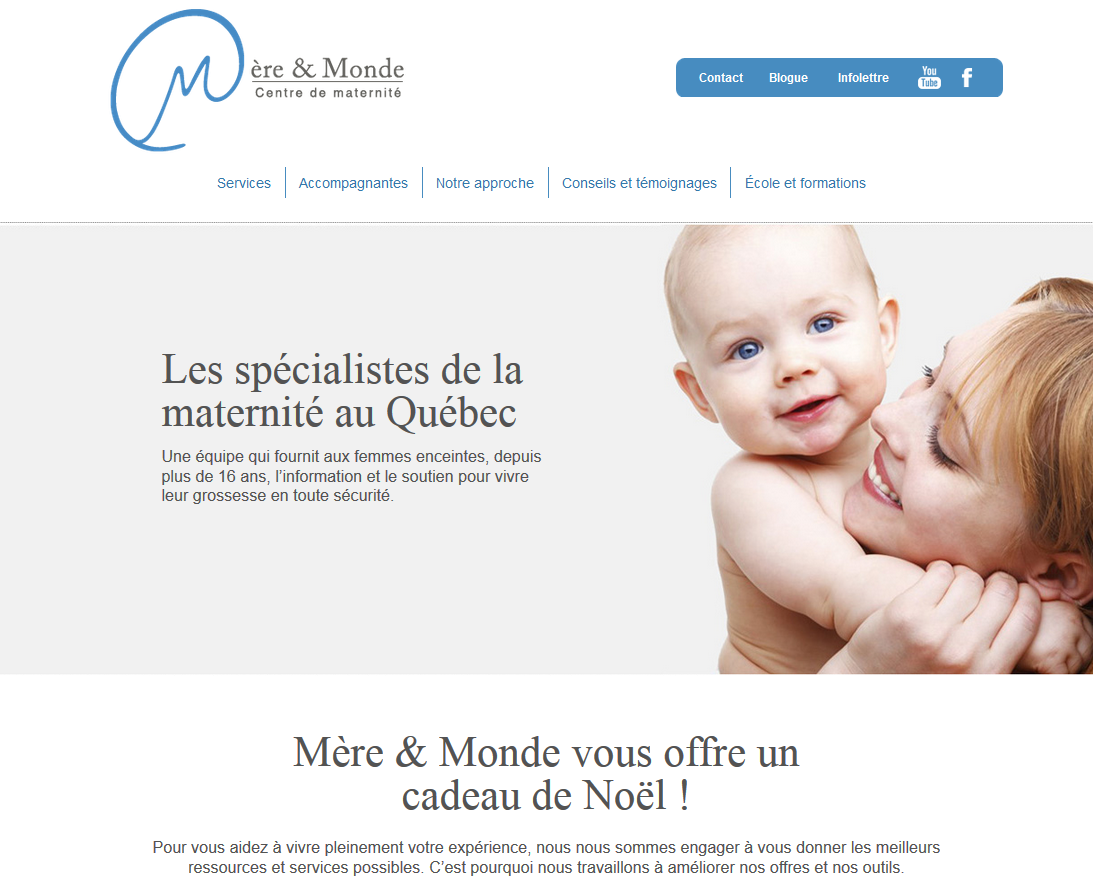 Mère & Monde
Centre de maternité
Contact Blogue Infolettre You Tube f
Services Accompagnantes Notre approche Conseils et témoignages École et formations
Les spécialistes de la
maternité au Québec
Une équipe qui fournit aux femmes enceintes, depuis
plus de 16 ans, l'information et le soutien pour vivre
leur grossesse en toute sécurité.
Mère & Monde vous offre un
cadeau de Noël !
Pour vous aidez à vivre pleinement votre expérience, nous nous sommes engager à vous donner les meilleurs
ressources et services possibles. C'est pourquoi nous travaillons à améliorer nos offres et nos outils.